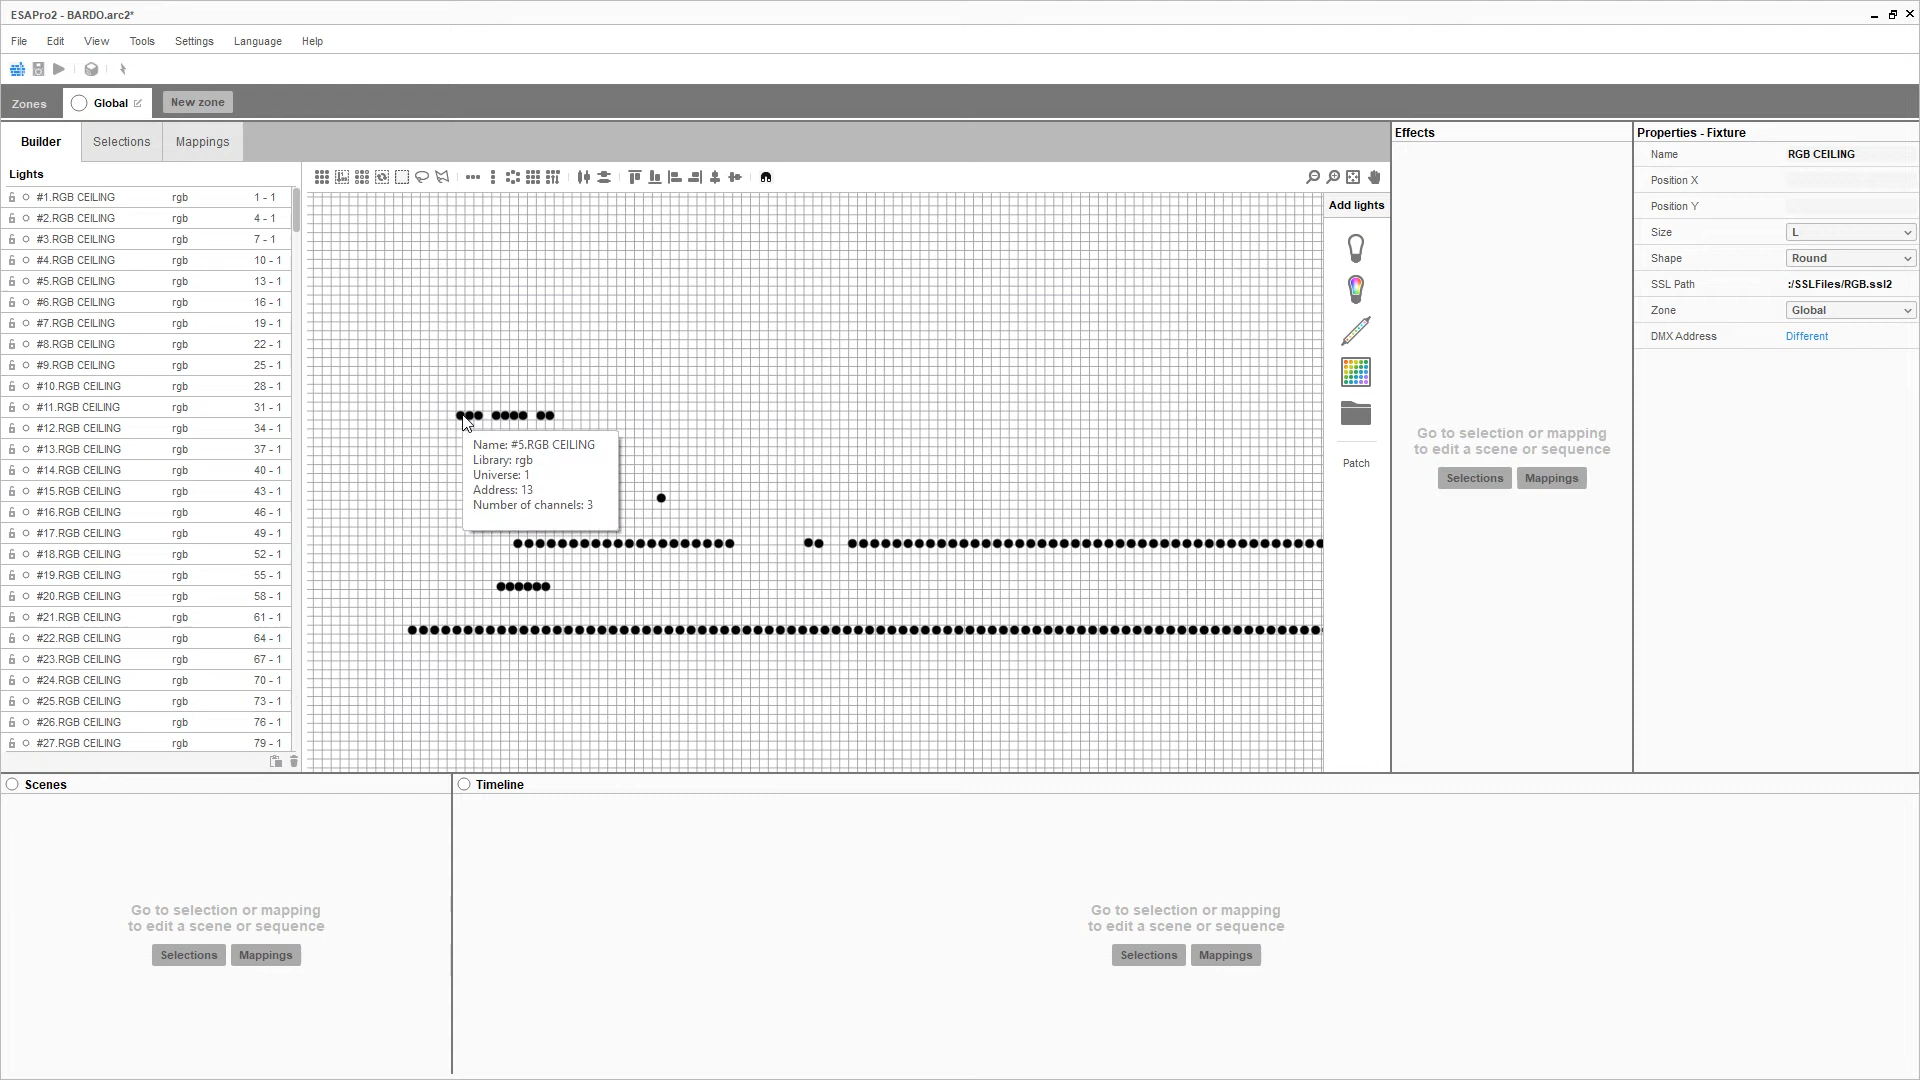 ESAPro2 - BARDO.arc2*
File Edit View Tools Settings Language Help
Zones Global New zone
Builder Selections Mappings
Lights
#1.RGB CEILING rgb 1 - 1
#2.RGB CEILING rgb 4 - 1
#3.RGB CEILING rgb 7 - 1
#4.RGB CEILING rgb 10 - 1
#5.RGB CEILING rgb 13 - 1
#6.RGB CEILING rgb 16 - 1
#7.RGB CEILING rgb 19 - 1
#8.RGB CEILING rgb 22 - 1
#9.RGB CEILING rgb 25 - 1
#10.RGB CEILING rgb 28 - 1
#11.RGB CEILING rgb 31 - 1
#12.RGB CEILING rgb 34 - 1
#13.RGB CEILING rgb 37 - 1
#14.RGB CEILING rgb 40 - 1
#15.RGB CEILING rgb 43 - 1
#16.RGB CEILING rgb 46 - 1
#17.RGB CEILING rgb 49 - 1
#18.RGB CEILING rgb 52 - 1
#19.RGB CEILING rgb 55 - 1
#20.RGB CEILING rgb 58 - 1
#21.RGB CEILING rgb 61 - 1
#22.RGB CEILING rgb 64 - 1
#23.RGB CEILING rgb 67 - 1
#24.RGB CEILING rgb 70 - 1
#25.RGB CEILING rgb 73 - 1
#26.RGB CEILING rgb 76 - 1
#27.RGB CEILING rgb 79 - 1
Name: #5.RGB CEILING
Library: rgb
Universe: 1
Address: 13
Number of channels: 3
Add lights
Patch
Effects
Go to selection or mapping
to edit a scene or sequence
Selections Mappings
Properties - Fixture
Name RGB CEILING
Position X
Position Y
Size L
Shape Round
SSL Path :/SSLFiles/RGB.ssl2
Zone Global
DMX Address Different
Scenes
Go to selection or mapping
to edit a scene or sequence
Selections Mappings
Timeline
Go to selection or mapping
to edit a scene or sequence
Selections Mappings